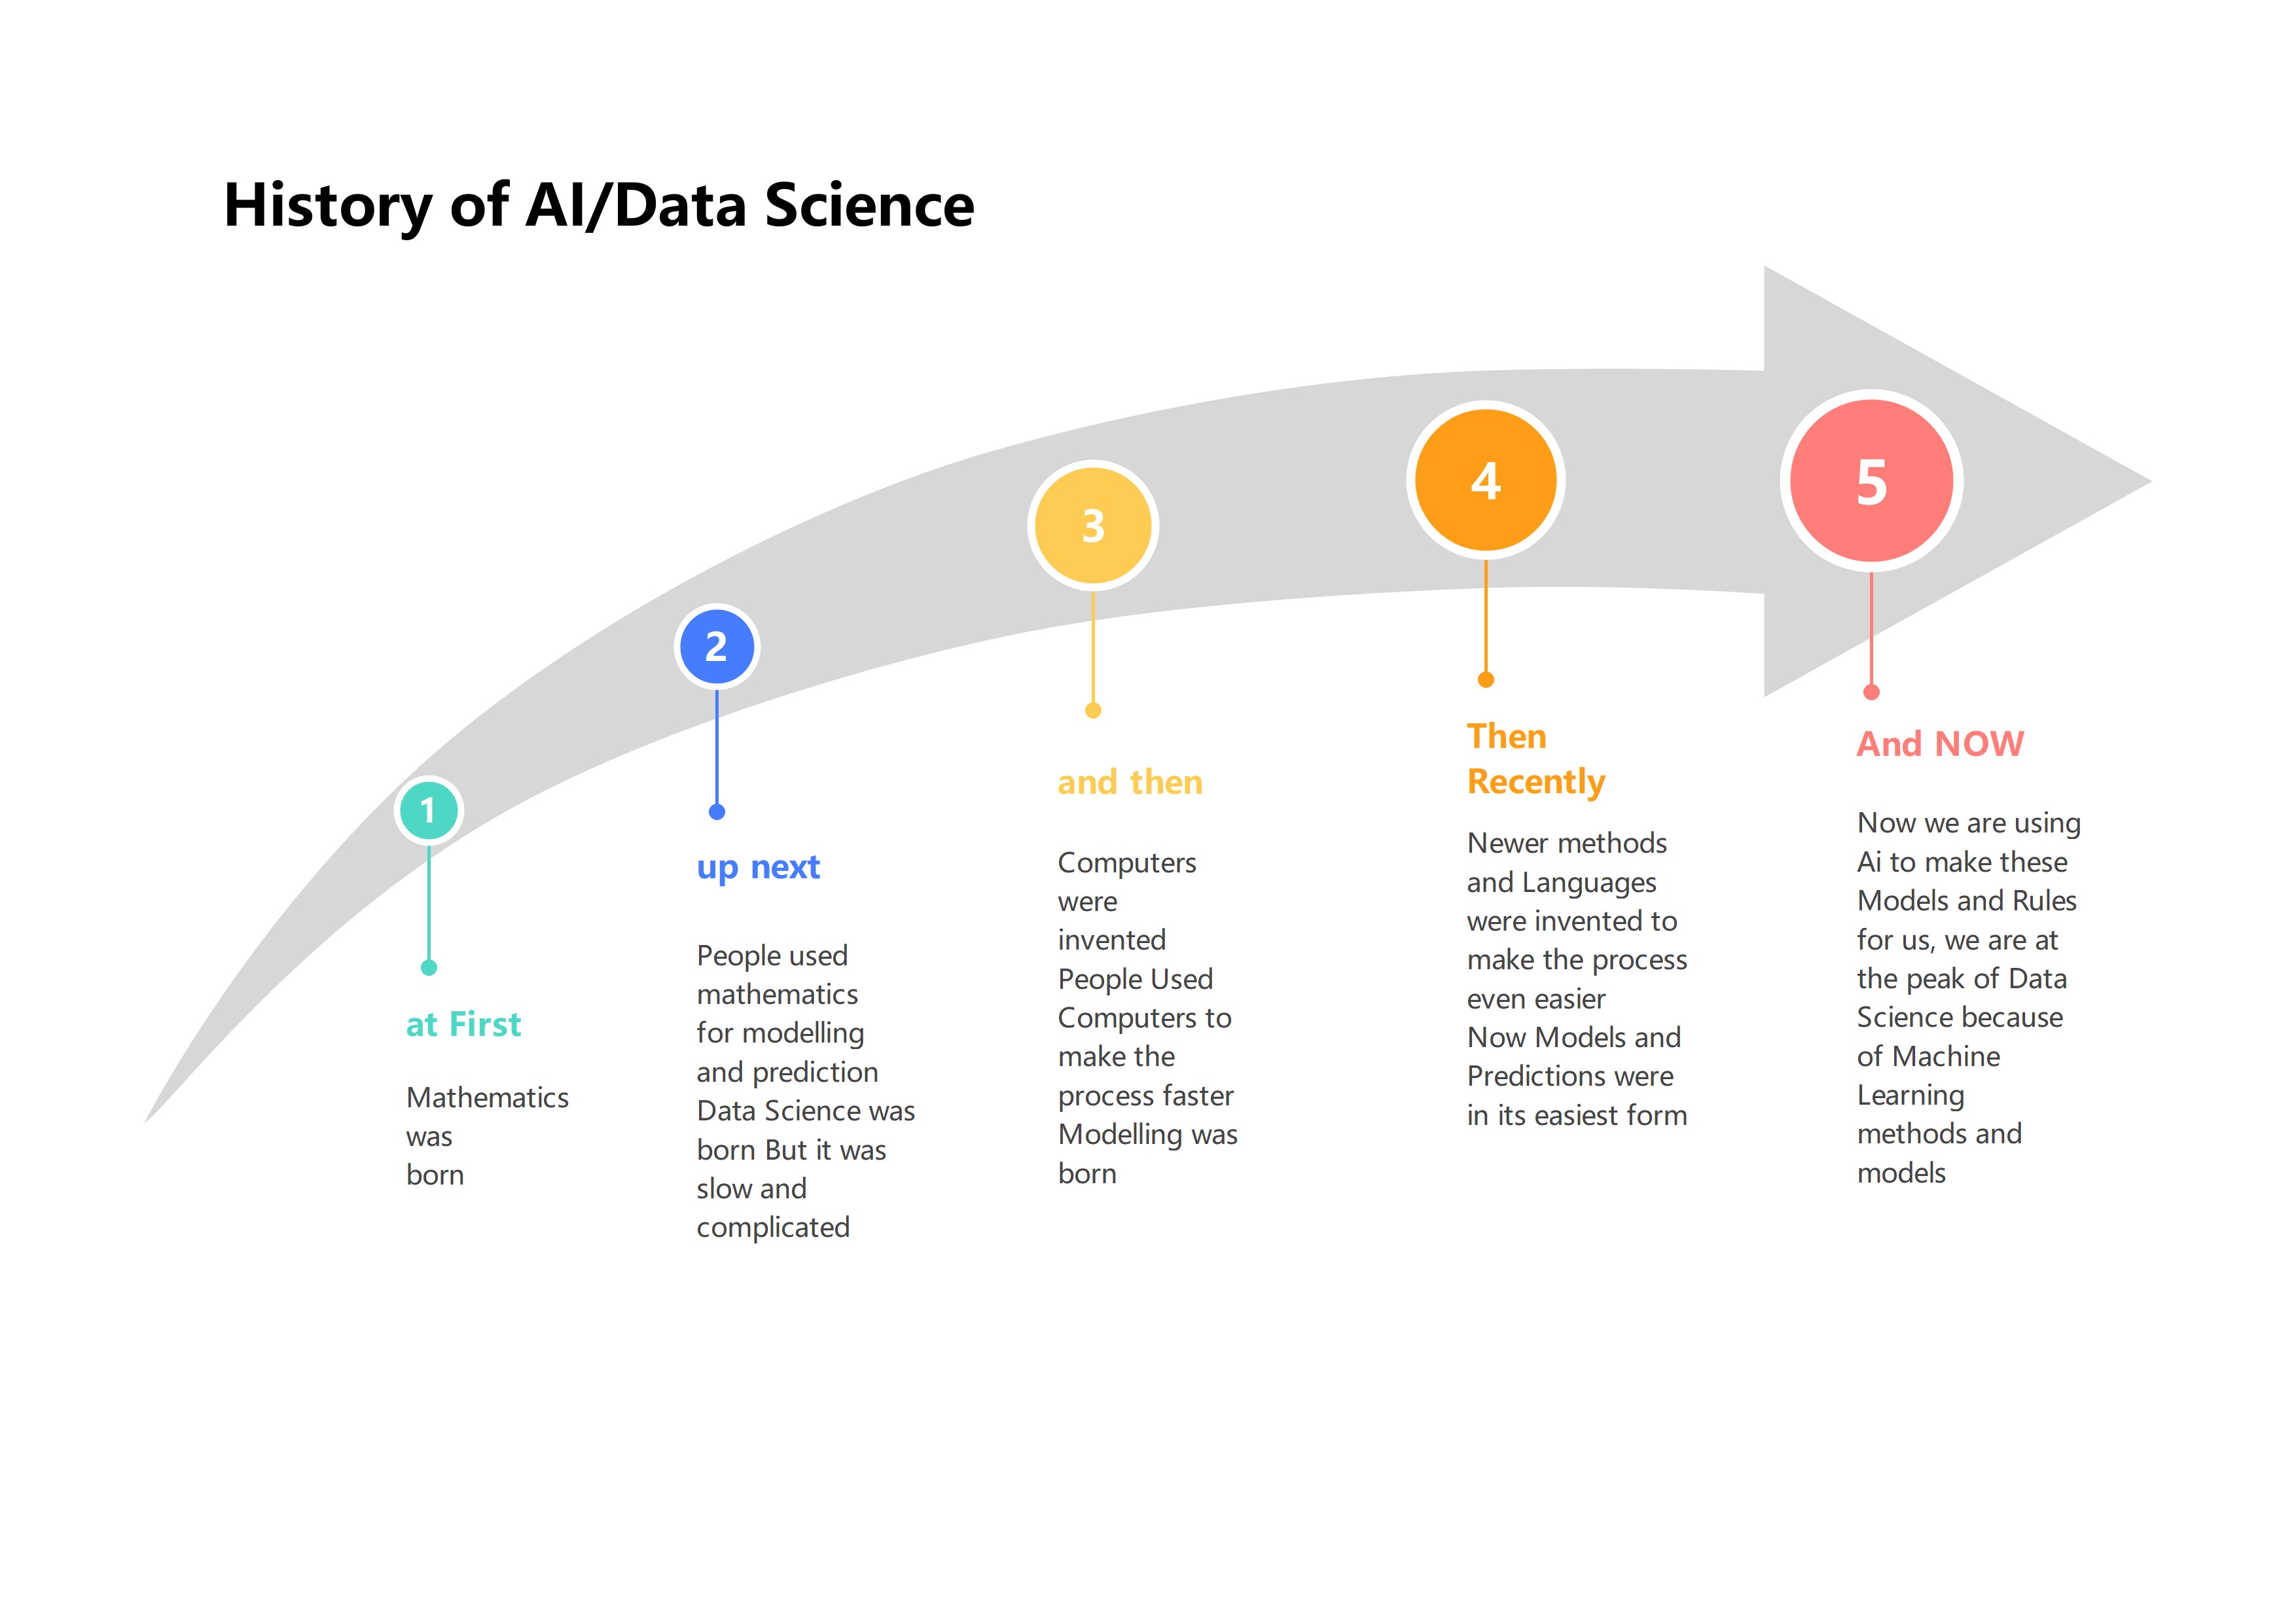 History of AI/Data Science
1
at First
Mathematics
was
born
2
up next
People used
mathematics
for modelling
and prediction
Data Science was
born But it was
slow and
complicated
3
and then
Computers
were
invented
People Used
Computers to
make the
process faster
Modelling was
born
4
Then
Recently
Newer methods
and Languages
were invented to
make the process
even easier
Now Models and
Predictions were
in its easiest form
5
And NOW
Now we are using
Ai to make these
Models and Rules
for us, we are at
the peak of Data
Science because
of Machine
Learning
methods and
models